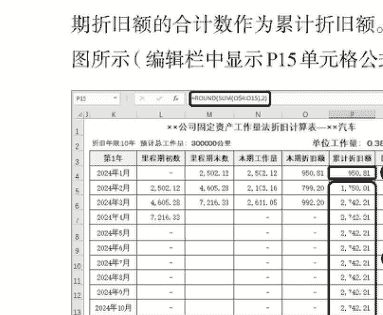 期折旧额的合计数作为累计折旧额。
图所示（编辑栏中显示P15单元格公式
P15 fx =ROUND(SUM(O$4:O15),2)
K L M N O P
1 ××公司固定资产工作量法折旧计算表—××汽车
2 折旧年限10年 预计总工作量：300000公里 单位工作量：0.38
3 第1年 里程期初数 里程期末数 本期工作量 本期折旧额 累计折旧额
4 2024年1月 - 2,502.12 2,502.12 950.81 950.81
5 2024年2月 2,502.12 4,605.28 2,103.16 799.20 1,750.01
6 2024年3月 4,605.28 7,216.33 2,611.05 992.20 2,742.21
7 2024年4月 7,216.33 - - 2,742.21
8 2024年5月 - - 2,742.21
9 2024年6月 - - 2,742.21
10 2024年7月 - - 2,742.21
11 2024年8月 - - 2,742.21
12 2024年9月 - - 2,742.21
13 2024年10月 - - 2,742.21